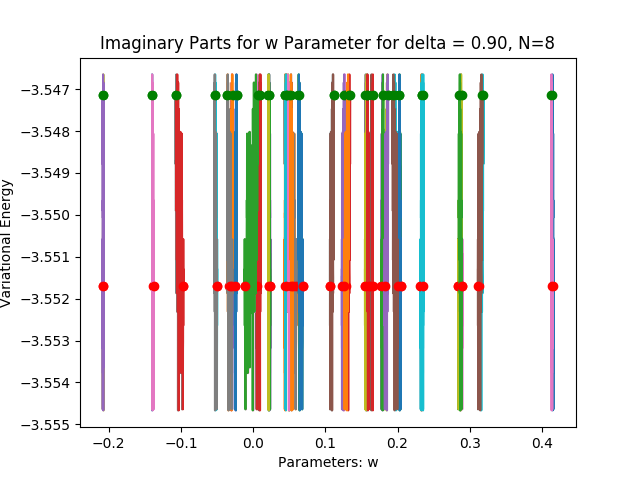 Imaginary Parts for w Parameter for delta = 0.90, N=8
Variational Energy
−3.547
−3.548
−3.549
−3.550
−3.551
−3.552
−3.553
−3.554
−3.555
−0.2 −0.1 0.0 0.1 0.2 0.3 0.4
Parameters: w